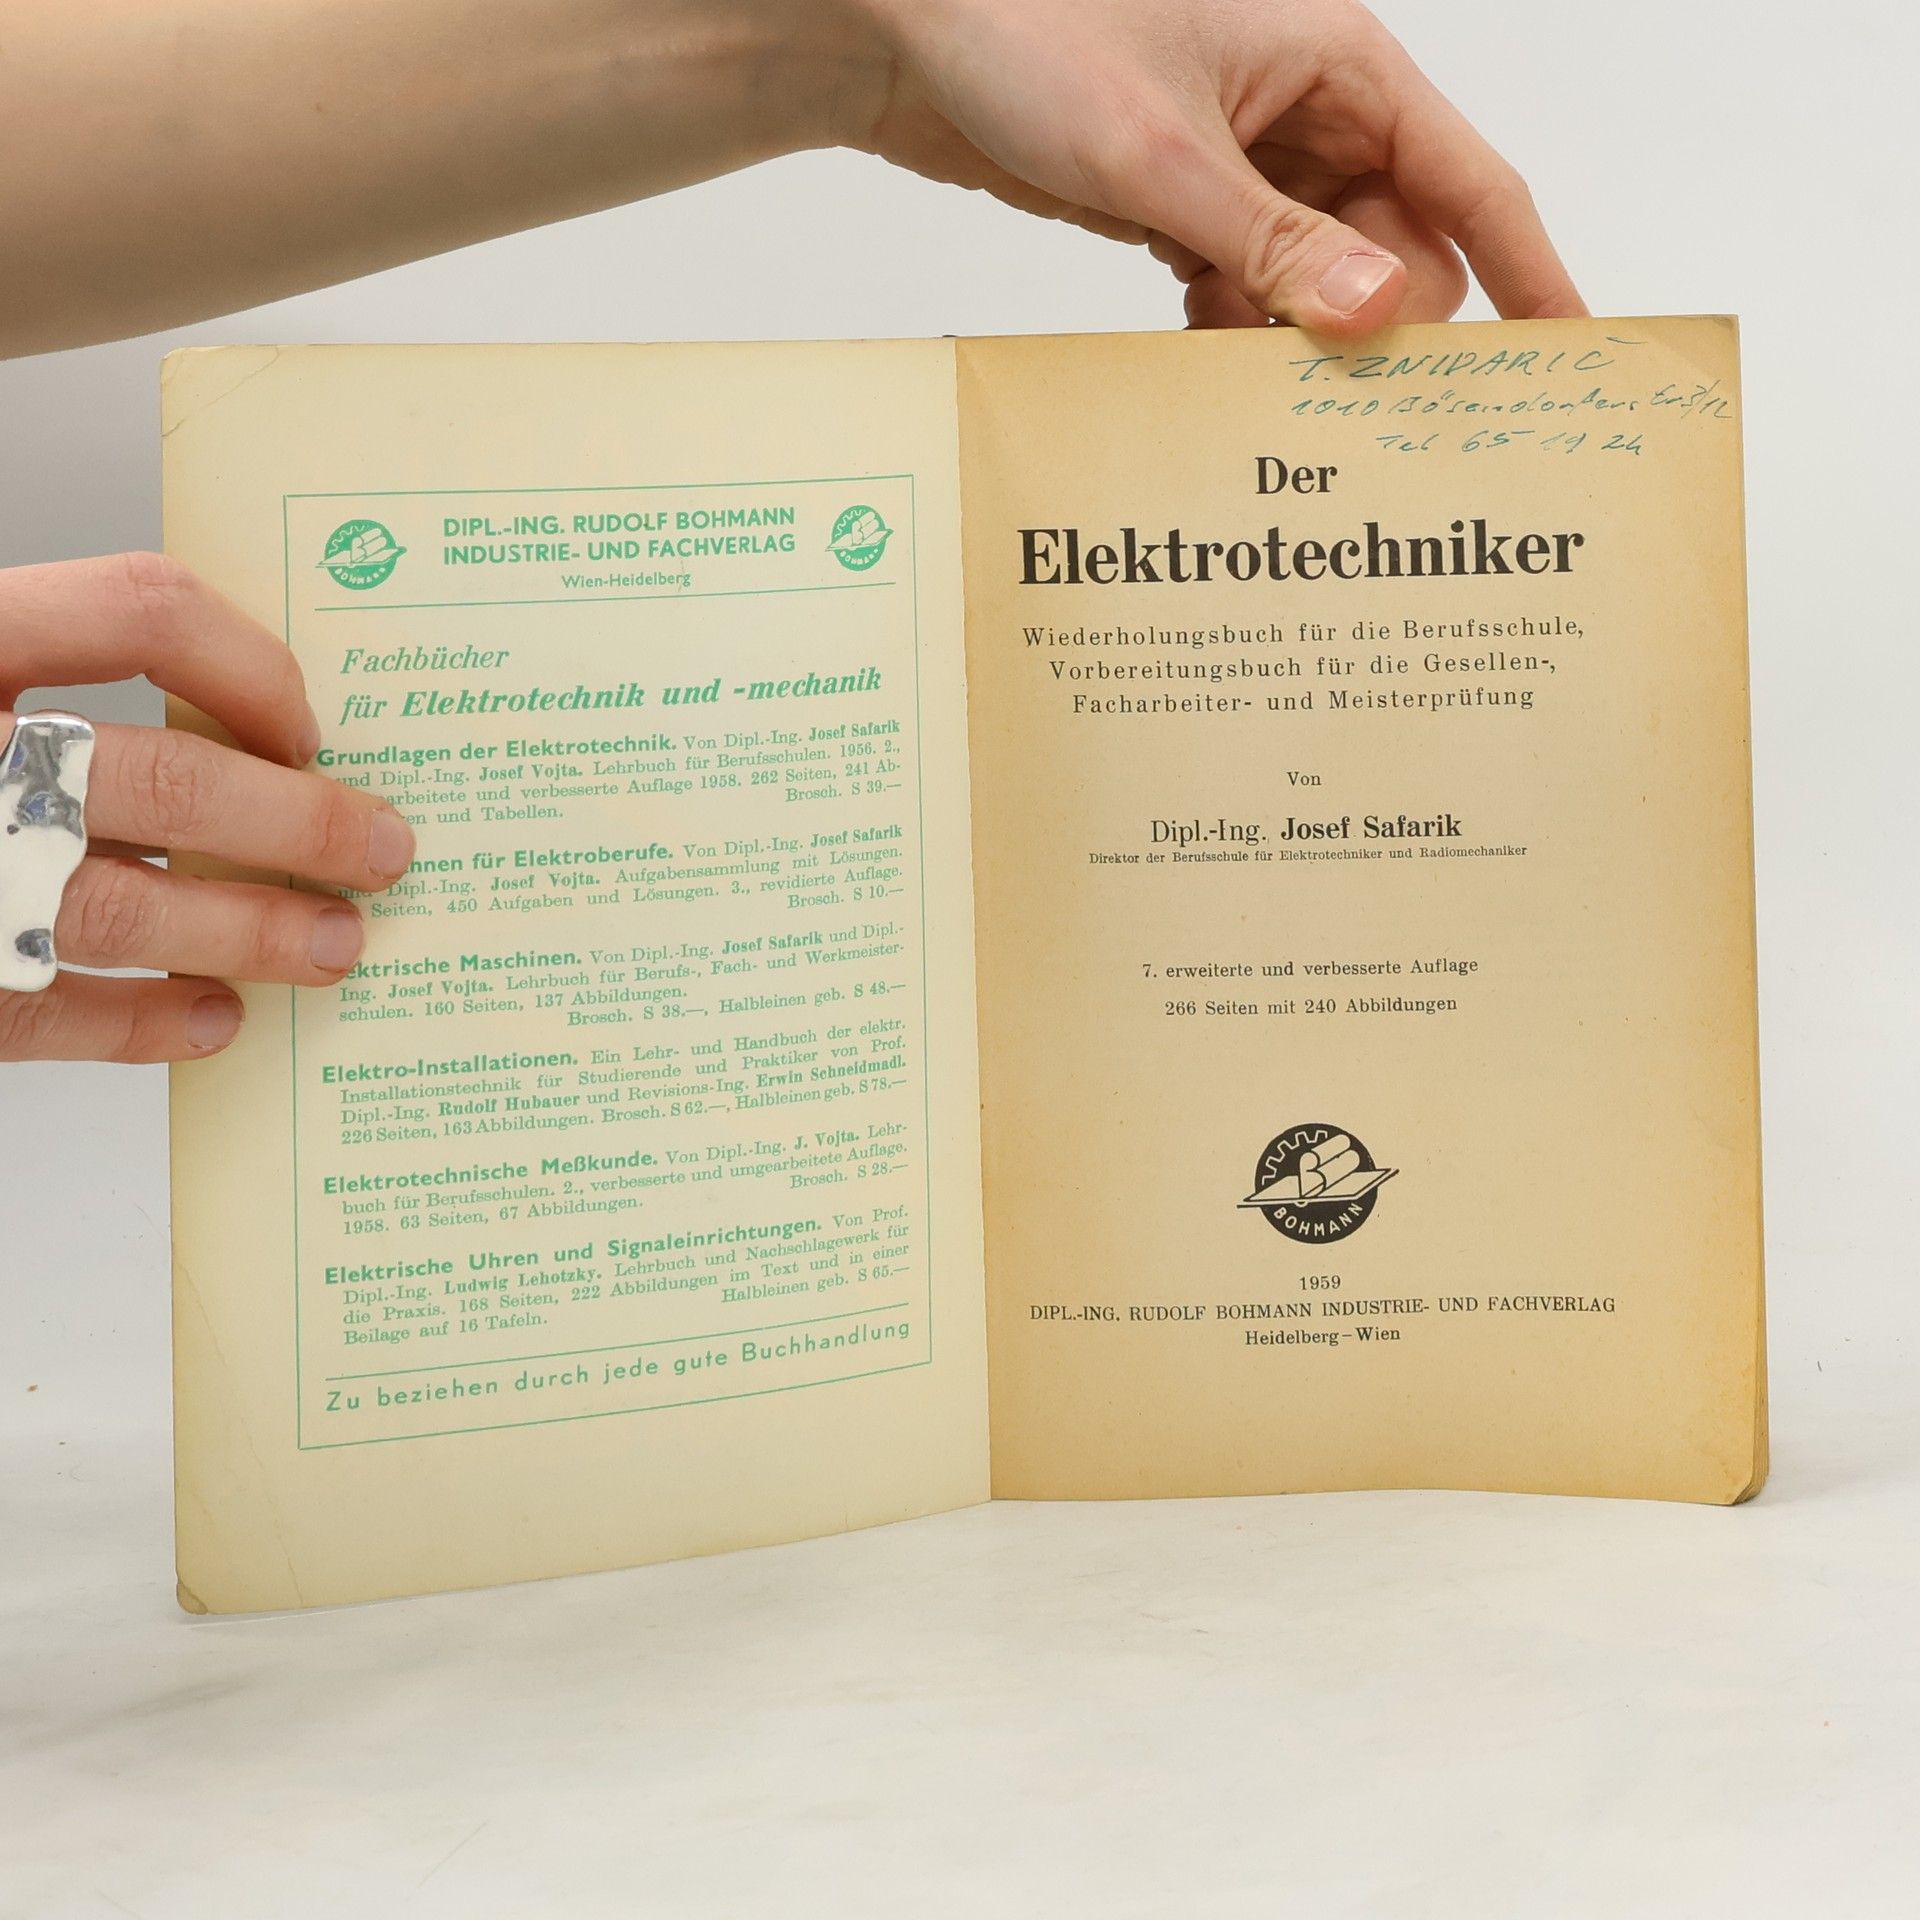 BOHMANN
DIPL.-ING. RUDOLF BOHMANN
INDUSTRIE- UND FACHVERLAG
Wien-Heidelberg
BOHMANN
Fachbücher
für Elektrotechnik und -mechanik
Grundlagen der Elektrotechnik. Von Dipl.-Ing. Josef Safarik
und Dipl.-Ing. Josef Vojta. Lehrbuch für Berufsschulen. 1956. 2.,
arbeitete und verbesserte Auflage 1958. 262 Seiten, 241 Ab-
en und Tabellen. Brosch. S 39.—
nnen für Elektroberufe. Von Dipl.-Ing. Josef Safarik
und Dipl.-Ing. Josef Vojta. Aufgabensammlung mit Lösungen.
Seiten, 450 Aufgaben und Lösungen. 3., revidierte Auflage.
Brosch. S 10.—
ektrische Maschinen. Von Dipl.-Ing. Josef Safarik und Dipl.-
Ing. Josef Vojta. Lehrbuch für Berufs-, Fach- und Werkmeister-
schulen. 160 Seiten, 137 Abbildungen.
Brosch. S 38.—, Halbleinen geb. S 48.—
Elektro-Installationen. Ein Lehr- und Handbuch der elektr.
Installationstechnik für Studierende und Praktiker von Prof.
Dipl.-Ing. Rudolf Hubauer und Revisions-Ing. Erwin Schneidmadl.
226 Seiten, 163 Abbildungen. Brosch. S 62.—, Halbleinen geb. S 78.—
Elektrotechnische Meßkunde. Von Dipl.-Ing. J. Vojta. Lehr-
buch für Berufsschulen. 2., verbesserte und umgearbeitete Auflage.
1958. 63 Seiten, 67 Abbildungen. Brosch. S 28.—
Elektrische Uhren und Signaleinrichtungen. Von Prof.
Dipl.-Ing. Ludwig Lehotzky. Lehrbuch und Nachschlagewerk für
die Praxis. 168 Seiten, 222 Abbildungen im Text und in einer
Beilage auf 16 Tafeln. Halbleinen geb. S 65.—
Zu beziehen durch jede gute Buchhandlung
T. ZNIDARIČ
1010 Bösendorfers
Tel 65 19 24
Der
Elektrotechniker
Wiederholungsbuch für die Berufsschule,
Vorbereitungsbuch für die Gesellen-,
Facharbeiter- und Meisterprüfung
Von
Dipl.-Ing. Josef Safarik
Direktor der Berufsschule für Elektrotechniker und Radiomechaniker
7. erweiterte und verbesserte Auflage
266 Seiten mit 240 Abbildungen
BOHMANN
1959
DIPL.-ING. RUDOLF BOHMANN INDUSTRIE- UND FACHVERLAG
Heidelberg–Wien